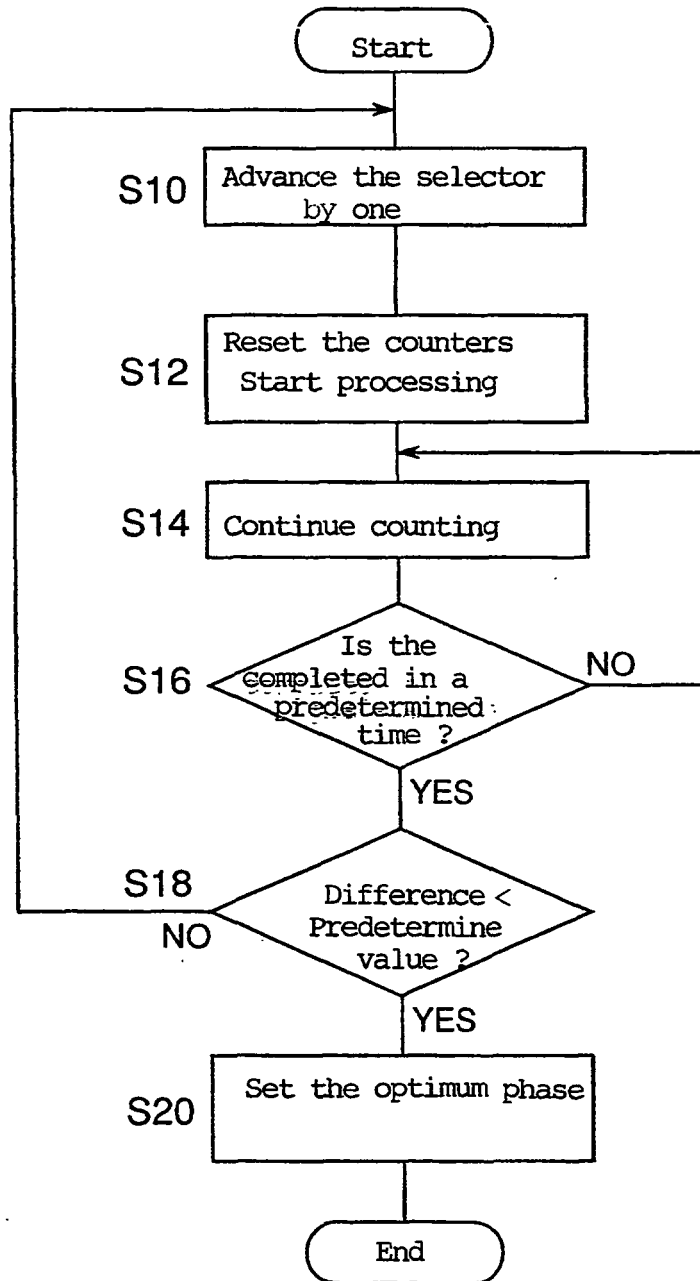 Start
S10
Advance the selector
by one
S12
Reset the counters
Start processing
S14
Continue counting
S16
Is the
completed in a
predetermined
time ?
NO
YES
S18
Difference <
Predetermine
value ?
NO
YES
S20
Set the optimum phase
End